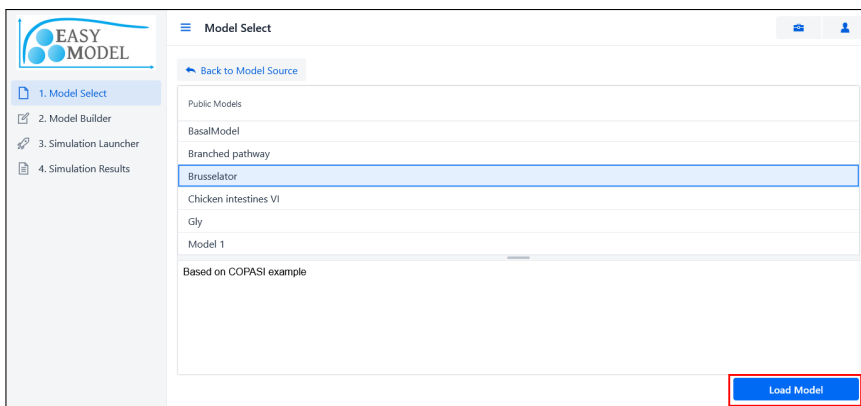 EASY
MODEL
Model Select
Back to Model Source
1. Model Select
2. Model Builder
3. Simulation Launcher
4. Simulation Results
Public Models
BasalModel
Branched pathway
Brusselator
Chicken intestines VI
Gly
Model 1
Based on COPASI example
Load Model